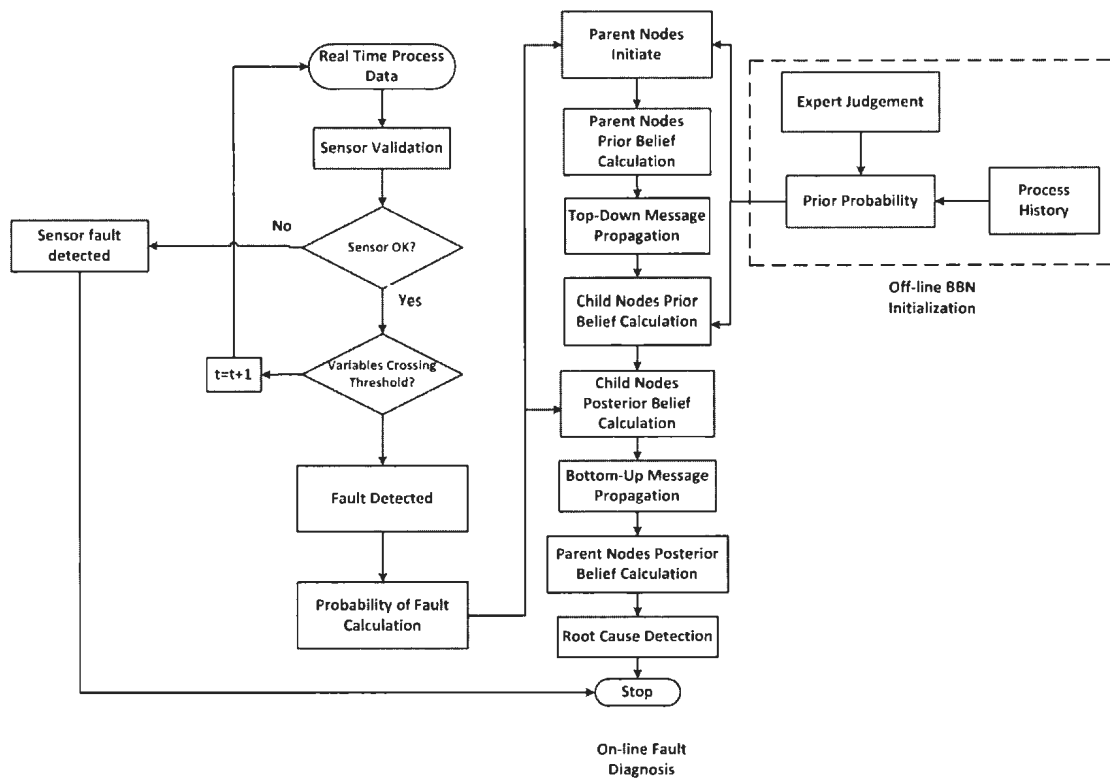 Real Time Process
Data
Sensor Validation
Sensor OK?
No
Sensor fault
detected
Yes
Variables Crossing
Threshold?
t=t+1
Fault Detected
Probability of Fault
Calculation
Parent Nodes
Initiate
Parent Nodes
Prior Belief
Calculation
Top-Down Message
Propagation
Child Nodes Prior
Belief Calculation
Child Nodes
Posterior Belief
Calculation
Bottom-Up Message
Propagation
Parent Nodes Posterior
Belief Calculation
Root Cause Detection
Stop
On-line Fault
Diagnosis
Expert Judgement
Prior Probability
Process
History
Off-line BBN
Initialization